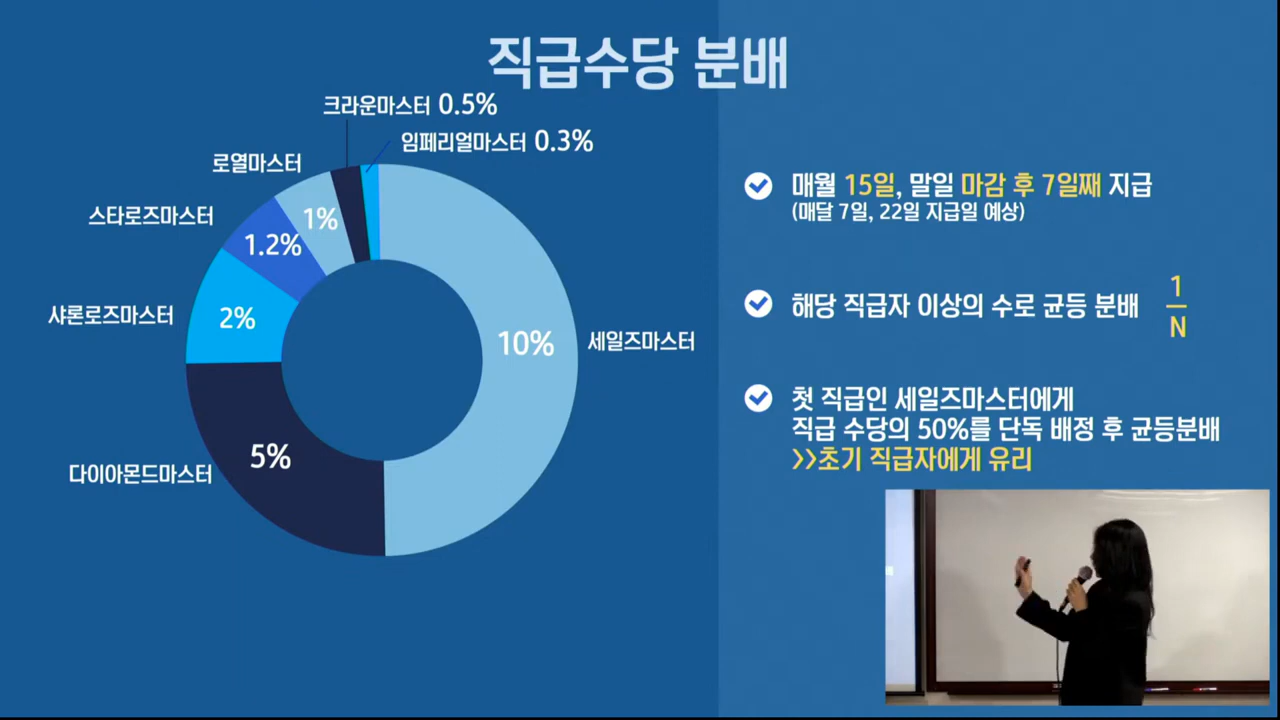 직급수당 분배
크라운마스터 0.5%
임페리얼마스터 0.3%
로열마스터
1%
스타로즈마스터
1.2%
샤론로즈마스터
2%
세일즈마스터
10%
다이아몬드마스터
5%
매월 15일, 말일 마감 후 7일째 지급
(매달 7일, 22일 지급일 예상)
해당 직급자 이상의 수로 균등 분배
1
N
첫 직급인 세일즈마스터에게
직급 수당의 50%를 단독 배정 후 균등분배
>>초기 직급자에게 유리